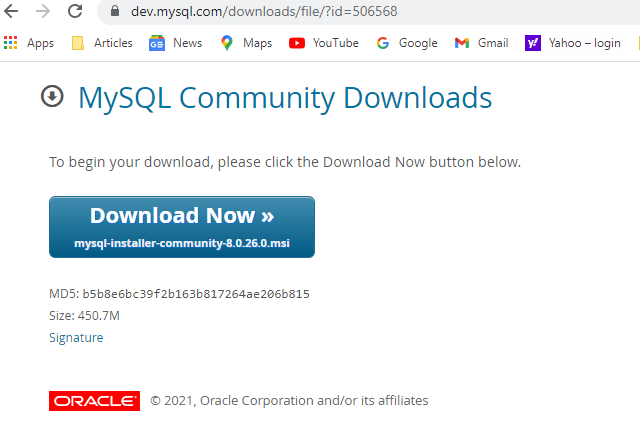 dev.mysql.com/downloads/file/?id=506568
Apps Articles News Maps YouTube Google Gmail Yahoo – login
MySQL Community Downloads
To begin your download, please click the Download Now button below.
Download Now »
mysql-installer-community-8.0.26.0.msi
MD5: b5b8e6bc39f2b163b817264ae206b815
Size: 450.7M
Signature
ORACLE © 2021, Oracle Corporation and/or its affiliates